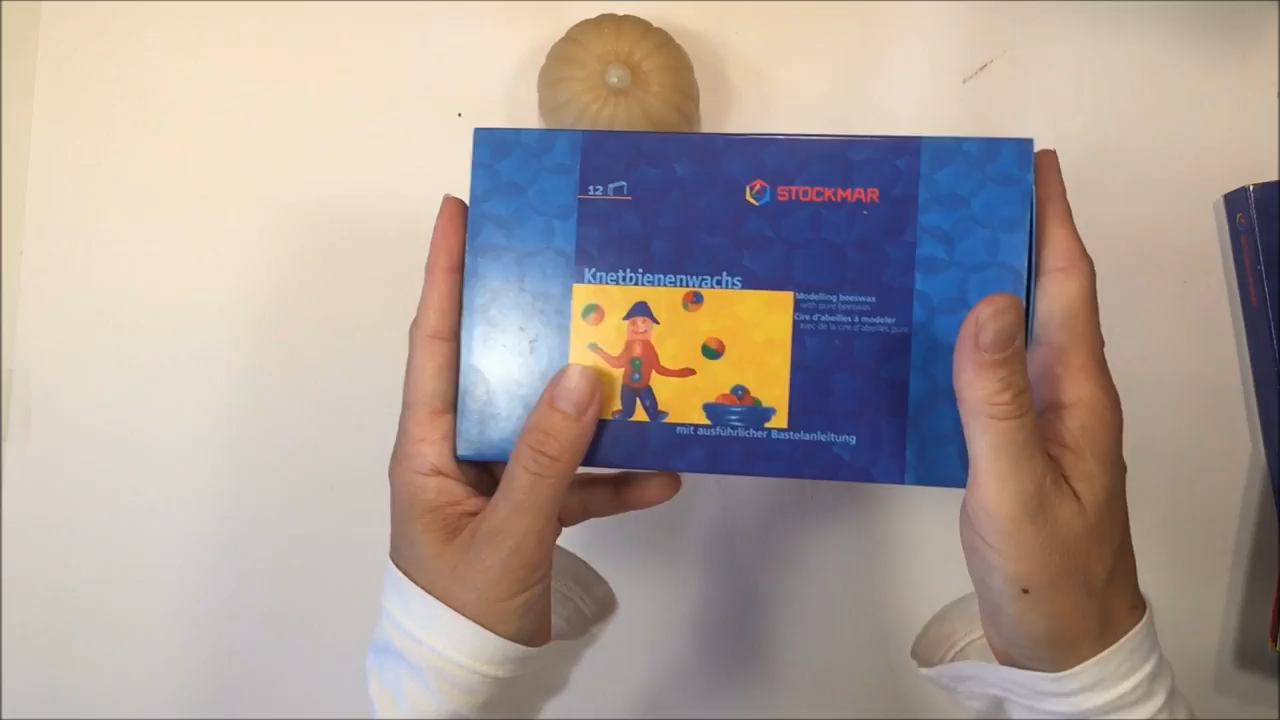 12
STOCKMAR
Knetbienenwachs
Modelling beeswax
with pure beeswax
Cire d'abeilles à modeler
avec de la cire d'abeilles pure
mit ausführlicher Bastelanleitung